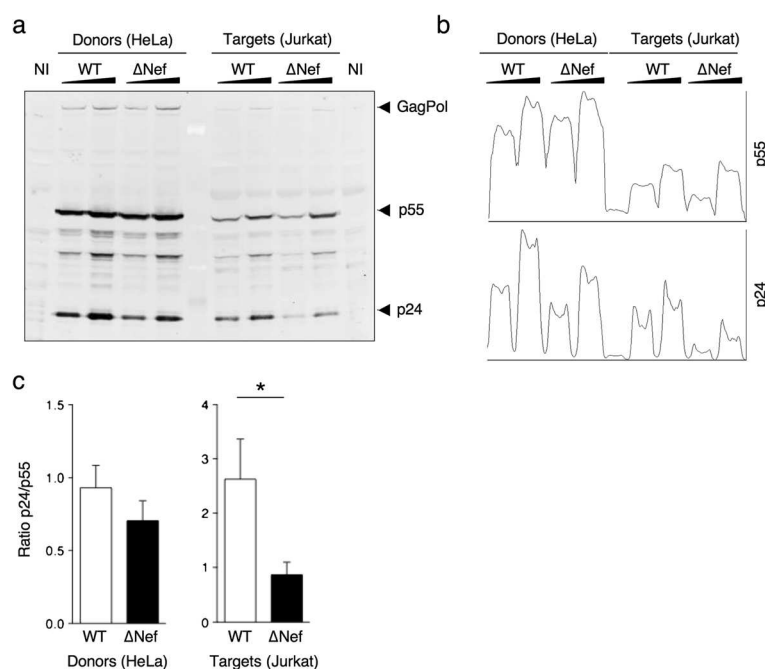 a
Donors (HeLa) Targets (Jurkat)
NI WT ΔNef WT ΔNef NI
GagPol
p55
p24
b
Donors (HeLa) Targets (Jurkat)
WT ΔNef WT ΔNef
p55
p24
c
Ratio p24/p55
1.5
1.0
0.5
0.0
WT ΔNef
Donors (HeLa)
*
4
3
2
1
0
WT ΔNef
Targets (Jurkat)